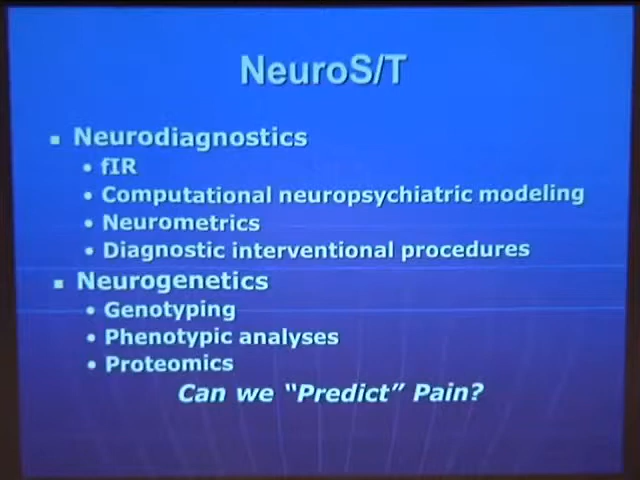 NeuroS/T
▪ Neurodiagnostics
• fIR
• Computational neuropsychiatric modeling
• Neurometrics
• Diagnostic interventional procedures
▪ Neurogenetics
• Genotyping
• Phenotypic analyses
• Proteomics
Can we “Predict” Pain?